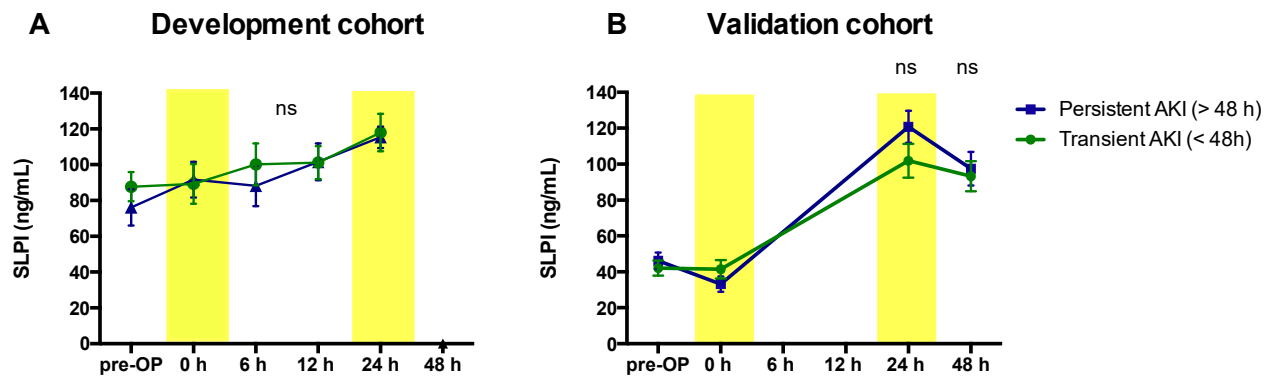 A Development cohort
ns
SLPI (ng/mL)
140
120
100
80
60
40
20
0
pre-OP 0 h 6 h 12 h 24 h 48 h
B Validation cohort
ns ns
SLPI (ng/mL)
140
120
100
80
60
40
20
0
pre-OP 0 h 6 h 12 h 24 h 48 h
Persistent AKI (> 48 h)
Transient AKI (< 48h)